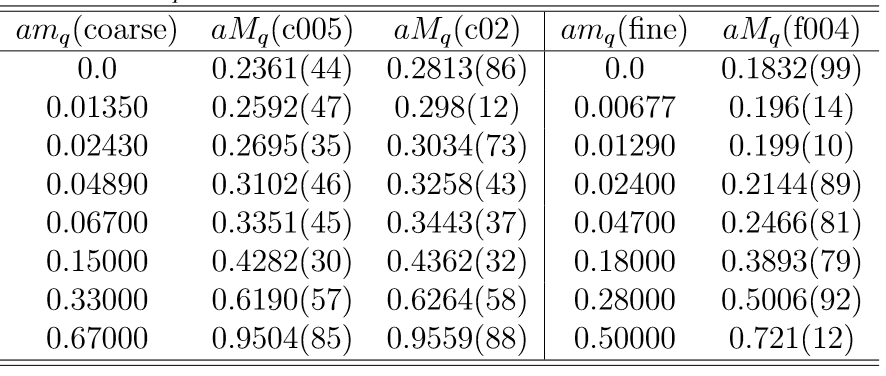 am_q(coarse) aM_q(c005) aM_q(c02) am_q(fine) aM_q(f004)
0.0 0.2361(44) 0.2813(86) 0.0 0.1832(99)
0.01350 0.2592(47) 0.298(12) 0.00677 0.196(14)
0.02430 0.2695(35) 0.3034(73) 0.01290 0.199(10)
0.04890 0.3102(46) 0.3258(43) 0.02400 0.2144(89)
0.06700 0.3351(45) 0.3443(37) 0.04700 0.2466(81)
0.15000 0.4282(30) 0.4362(32) 0.18000 0.3893(79)
0.33000 0.6190(57) 0.6264(58) 0.28000 0.5006(92)
0.67000 0.9504(85) 0.9559(88) 0.50000 0.721(12)